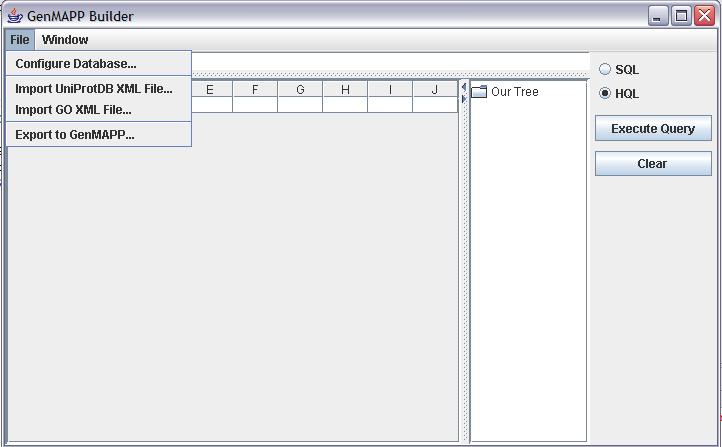 GenMAPP Builder
File Window
Configure Database...
Import UniProtDB XML File...
Import GO XML File...
Export to GenMAPP...
E F G H I J
Our Tree
SQL
HQL
Execute Query
Clear